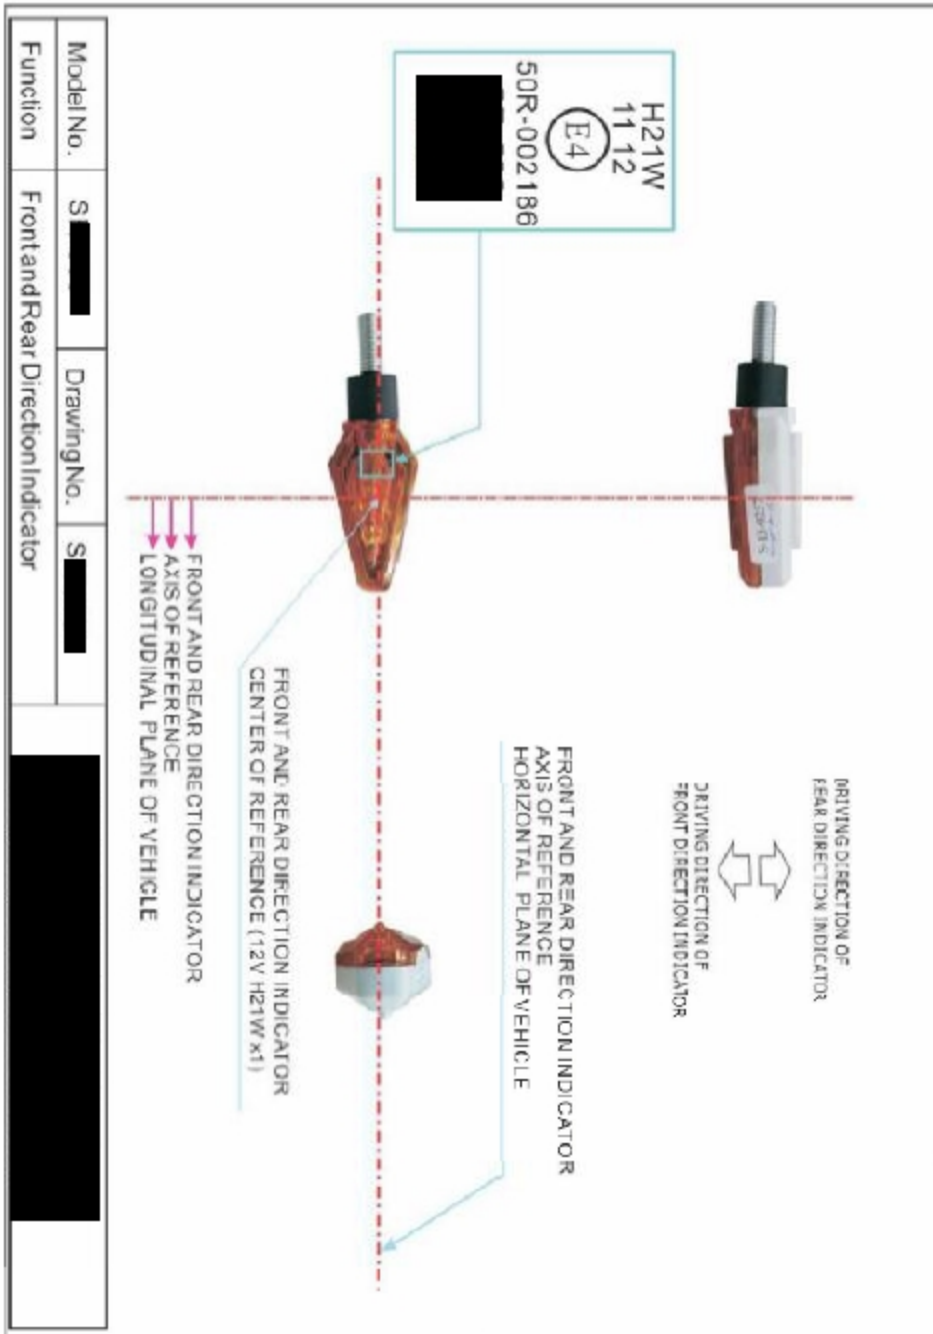 H21W
11 12
E4
50R-002186
DRIVING DIRECTION OF
REAR DIRECTION INDICATOR
DRIVING DIRECTION OF
FRONT DIRECTION INDICATOR
FRONT AND REAR DIRECTION INDICATOR
AXIS OF REFERENCE
HORIZONTAL PLANE OF VEHICLE
FRONT AND REAR DIRECTION INDICATOR
CENTER OF REFERENCE (12V H21W x1)
FRONT AND REAR DIRECTION INDICATOR
AXIS OF REFERENCE
LONGITUDINAL PLANE OF VEHICLE
Model No. S Drawing No. S
Function Front and Rear Direction Indicator